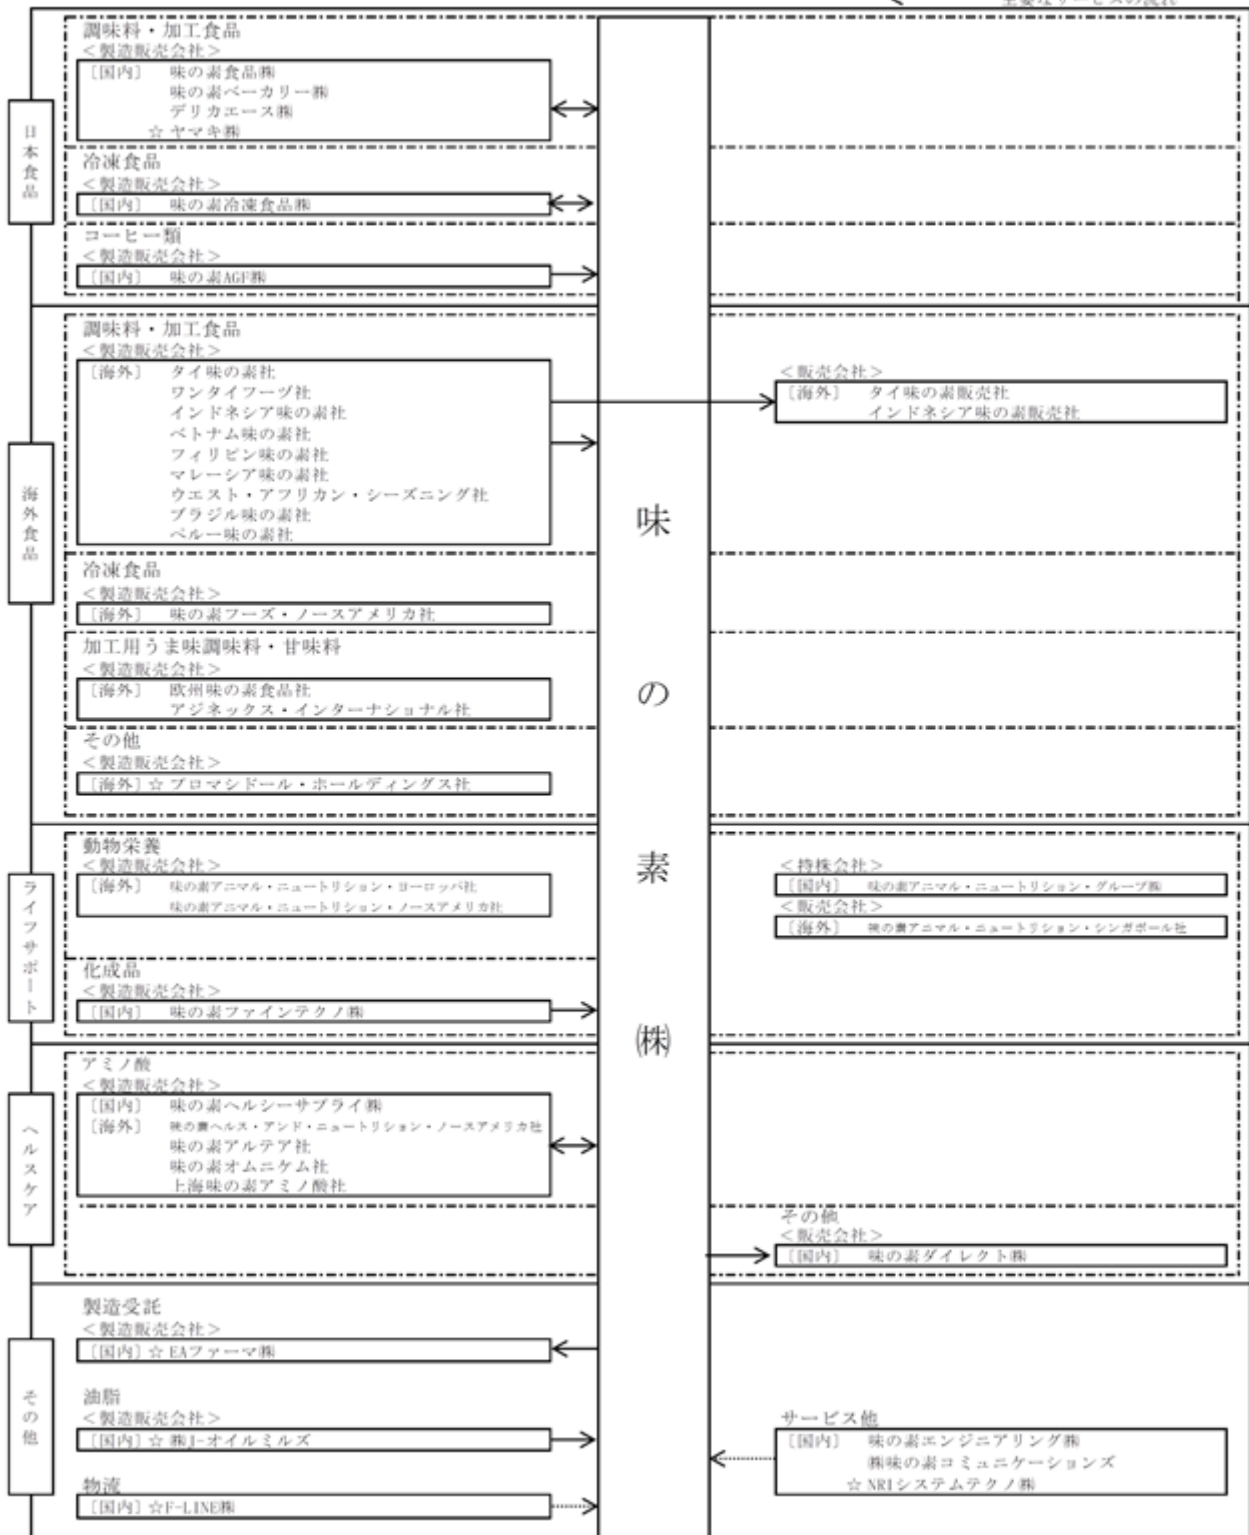 主要なサービスの流れ
日本食品
調味料・加工食品
＜製造販売会社＞
〔国内〕 味の素食品㈱
味の素ベーカリー㈱
デリカエース㈱
☆ ヤマキ㈱
冷凍食品
＜製造販売会社＞
〔国内〕 味の素冷凍食品㈱
コーヒー類
＜製造販売会社＞
〔国内〕 味の素AGF㈱
海外食品
調味料・加工食品
＜製造販売会社＞
〔海外〕 タイ味の素社
ワンタイフーヅ社
インドネシア味の素社
ベトナム味の素社
フィリピン味の素社
マレーシア味の素社
ウエスト・アフリカン・シーズニング社
ブラジル味の素社
ペルー味の素社
＜販売会社＞
〔海外〕 タイ味の素販売社
インドネシア味の素販売社
冷凍食品
＜製造販売会社＞
〔海外〕 味の素フーズ・ノースアメリカ社
加工用うま味調味料・甘味料
＜製造販売会社＞
〔海外〕 欧州味の素食品社
アジネックス・インターナショナル社
その他
＜製造販売会社＞
〔海外〕☆ プロマシドール・ホールディングス社
味の素㈱
ライフサポート
動物栄養
＜製造販売会社＞
〔海外〕 味の素アニマル・ニュートリション・ヨーロッパ社
味の素アニマル・ニュートリション・ノースアメリカ社
＜持株会社＞
〔国内〕 味の素アニマル・ニュートリション・グループ㈱
＜販売会社＞
〔海外〕 味の素アニマル・ニュートリション・シンガポール社
化成品
＜製造販売会社＞
〔国内〕 味の素ファインテクノ㈱
ヘルスケア
アミノ酸
＜製造販売会社＞
〔国内〕 味の素ヘルシーサプライ㈱
〔海外〕 味の素ヘルス・アンド・ニュートリション・ノースアメリカ社
味の素アルテア社
味の素オムニケム社
上海味の素アミノ酸社
その他
＜販売会社＞
〔国内〕 味の素ダイレクト㈱
その他
製造受託
＜製造販売会社＞
〔国内〕☆ EAファーマ㈱
油脂
＜製造販売会社＞
〔国内〕☆ ㈱J-オイルミルズ
物流
〔国内〕☆F-LINE㈱
サービス他
〔国内〕 味の素エンジニアリング㈱
㈱味の素コミュニケーションズ
☆ NRIシステムテクノ㈱